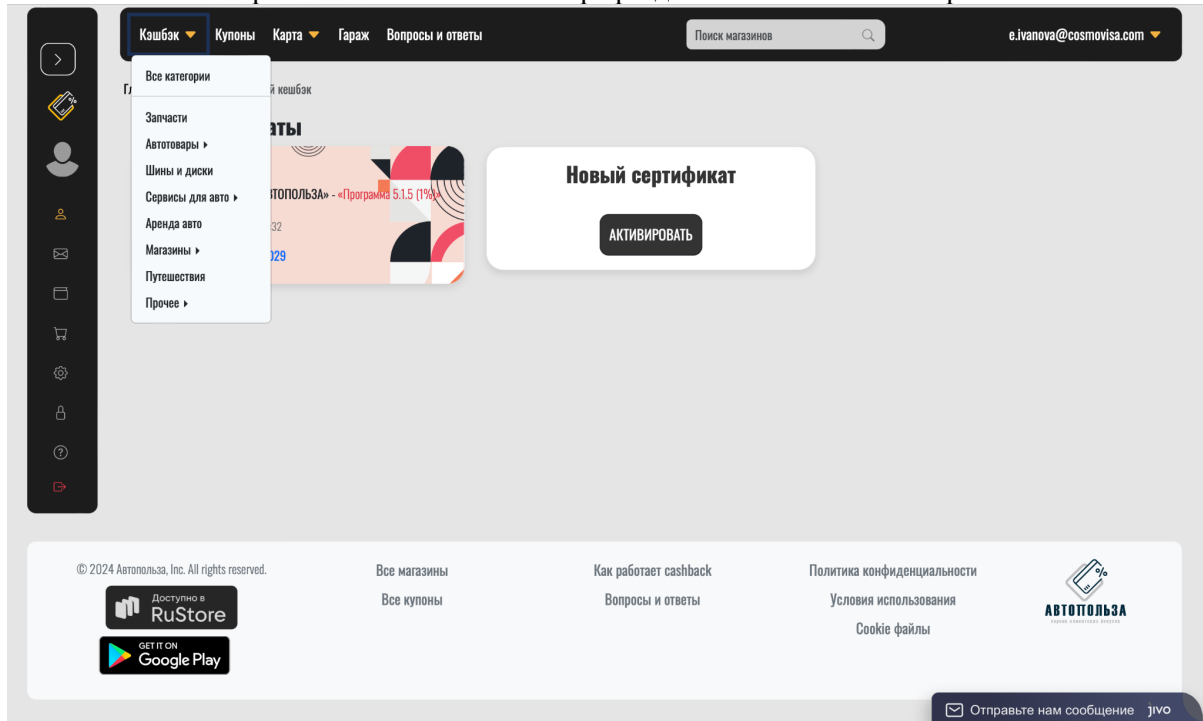 Кэшбэк Купоны Карта Гараж Вопросы и ответы Поиск магазинов e.ivanova@cosmovisa.com
Все категории
й кешбэк
Запчасти
Автотовары
Шины и диски
Сервисы для авто
Аренда авто
Магазины
Путешествия
Прочее
аты
ТОПОЛЬЗА» - «Программа 5.1.5 (1%)»
32
029
Новый сертификат
АКТИВИРОВАТЬ
© 2024 Автопольза, Inc. All rights reserved.
Доступно в
RuStore
GET IT ON
Google Play
Все магазины
Все купоны
Как работает cashback
Вопросы и ответы
Политика конфиденциальности
Условия использования
Cookie файлы
АВТОПОЛЬЗА
Отправьте нам сообщение jivo